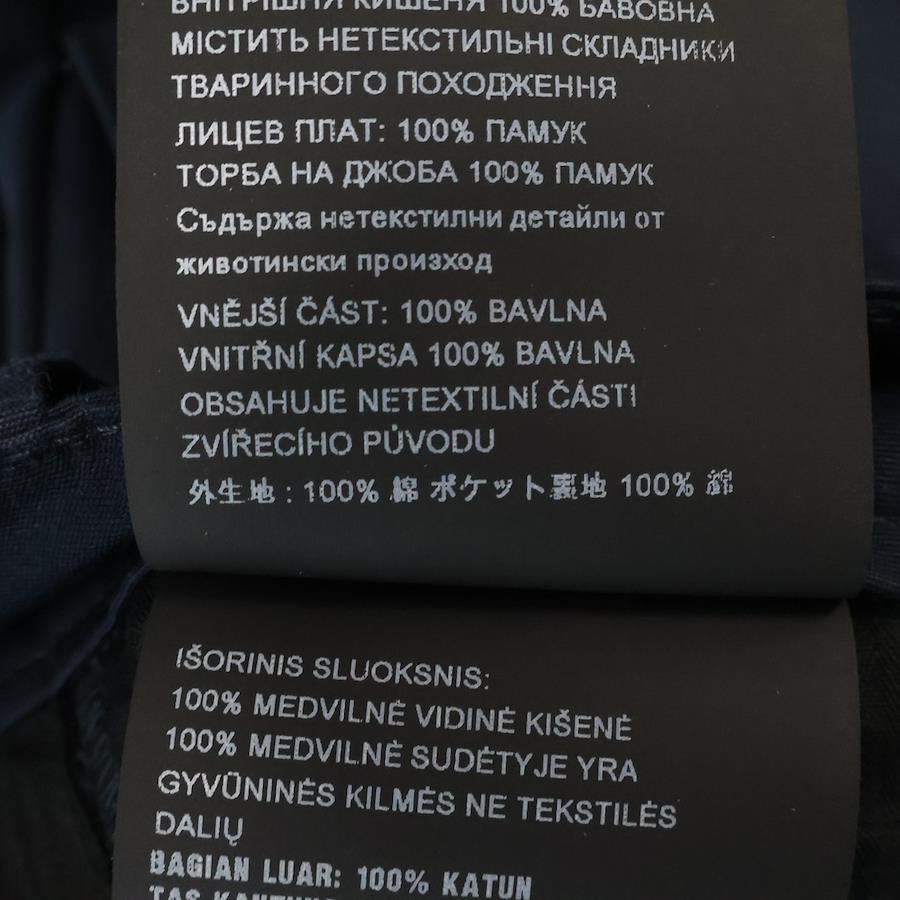 ВНУТРІШНЯ КИШЕНЯ 100% БАВОВНА
МІСТИТЬ НЕТЕКСТИЛЬНІ СКЛАДНИКИ
ТВАРИННОГО ПОХОДЖЕННЯ
ЛИЦЕВ ПЛАТ: 100% ПАМУК
ТОРБА НА ДЖОБА 100% ПАМУК
Съдържа нетекстилни детайли от
животински произход
VNĚJŠÍ ČÁST: 100% BAVLNA
VNITŘNÍ KAPSA 100% BAVLNA
OBSAHUJE NETEXTILNÍ ČÁSTI
ZVÍŘECÍHO PŮVODU
外生地 : 100% 綿 ポケット裏地 100% 綿
IŠORINIS SLUOKSNIS:
100% MEDVILNĖ VIDINĖ KIŠENĖ
100% MEDVILNĖ SUDĖTYJE YRA
GYVŪNINĖS KILMĖS NE TEKSTILĖS
DALIŲ
BAGIAN LUAR: 100% KATUN